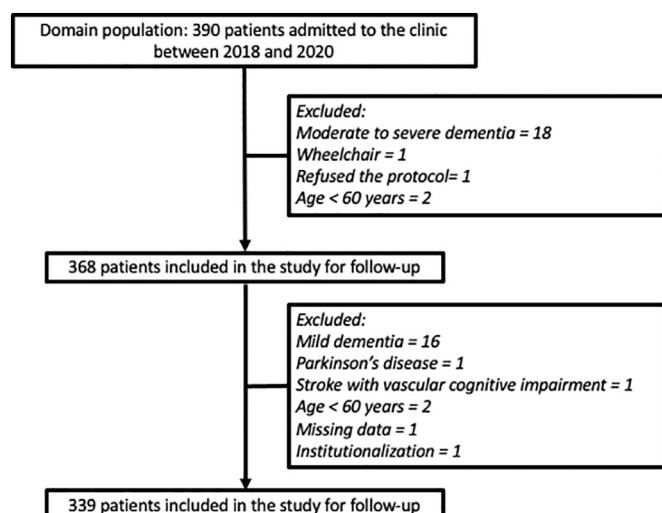 Domain population: 390 patients admitted to the clinic
between 2018 and 2020
Excluded:
Moderate to severe dementia = 18
Wheelchair = 1
Refused the protocol= 1
Age < 60 years = 2
368 patients included in the study for follow-up
Excluded:
Mild dementia = 16
Parkinson's disease = 1
Stroke with vascular cognitive impairment = 1
Age < 60 years = 2
Missing data = 1
Institutionalization = 1
339 patients included in the study for follow-up